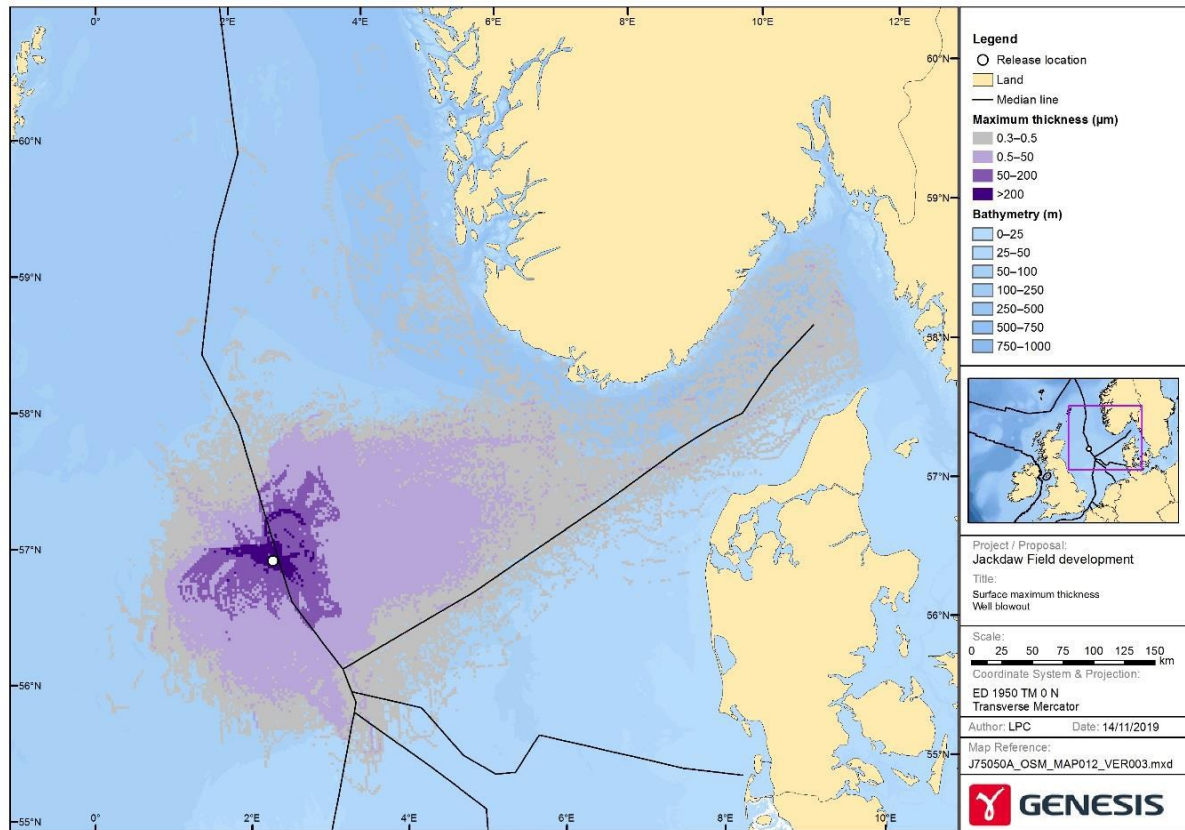 2°E 4°E 6°E 8°E 10°E 12°E
60°N
60°N
59°N
59°N
58°N
58°N
57°N
57°N
56°N
56°N
55°N
55°N
0° 2°E 4°E 6°E 8°E 10°E
Legend
Release location
Land
Median line
Maximum thickness (µm)
0.3–0.5
0.5–50
50–200
>200
Bathymetry (m)
0–25
25–50
50–100
100–250
250–500
500–750
750–1000
Project / Proposal:
Jackdaw Field development
Title:
Surface maximum thickness
Well blowout
Scale:
0 25 50 75 100 125 150
km
Coordinate System & Projection:
ED 1950 TM 0 N
Transverse Mercator
Author: LPC Date: 14/11/2019
Map Reference:
J75050A_OSM_MAP012_VER003.mxd
GENESIS